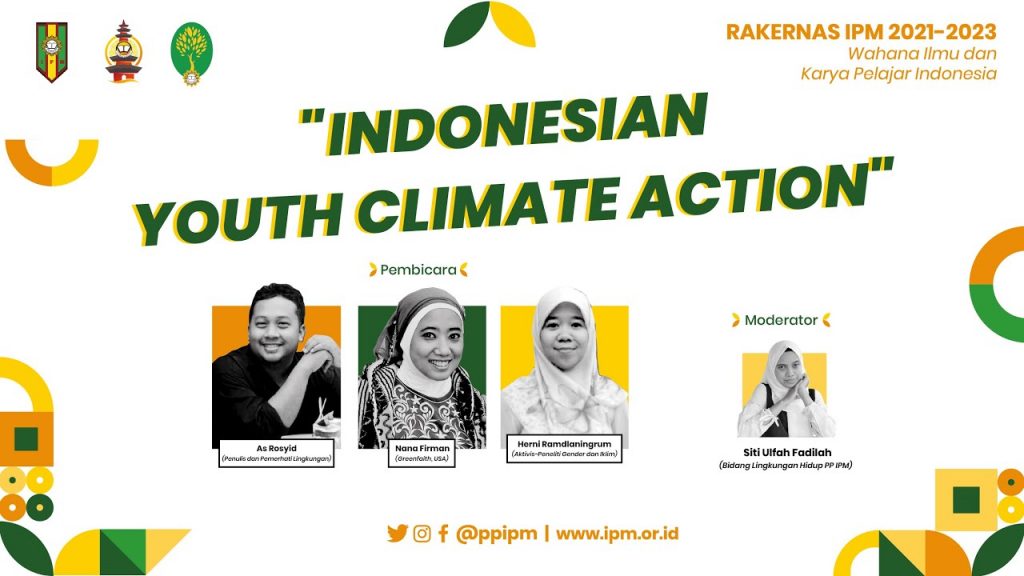 RAKERNAS IPM 2021-2023
Wahana Ilmu dan
Karya Pelajar Indonesia
"INDONESIAN
YOUTH CLIMATE ACTION"
Pembicara
Moderator
As Rosyid
(Penulis dan Pemerhati Lingkungan)
Nana Firman
(Greenfaith, USA)
Herni Ramdlaningrum
(Aktivis-Peneliti Gender dan Iklim)
Siti Ulfah Fadilah
(Bidang Lingkungan Hidup PP IPM)
@ppipm | www.ipm.or.id